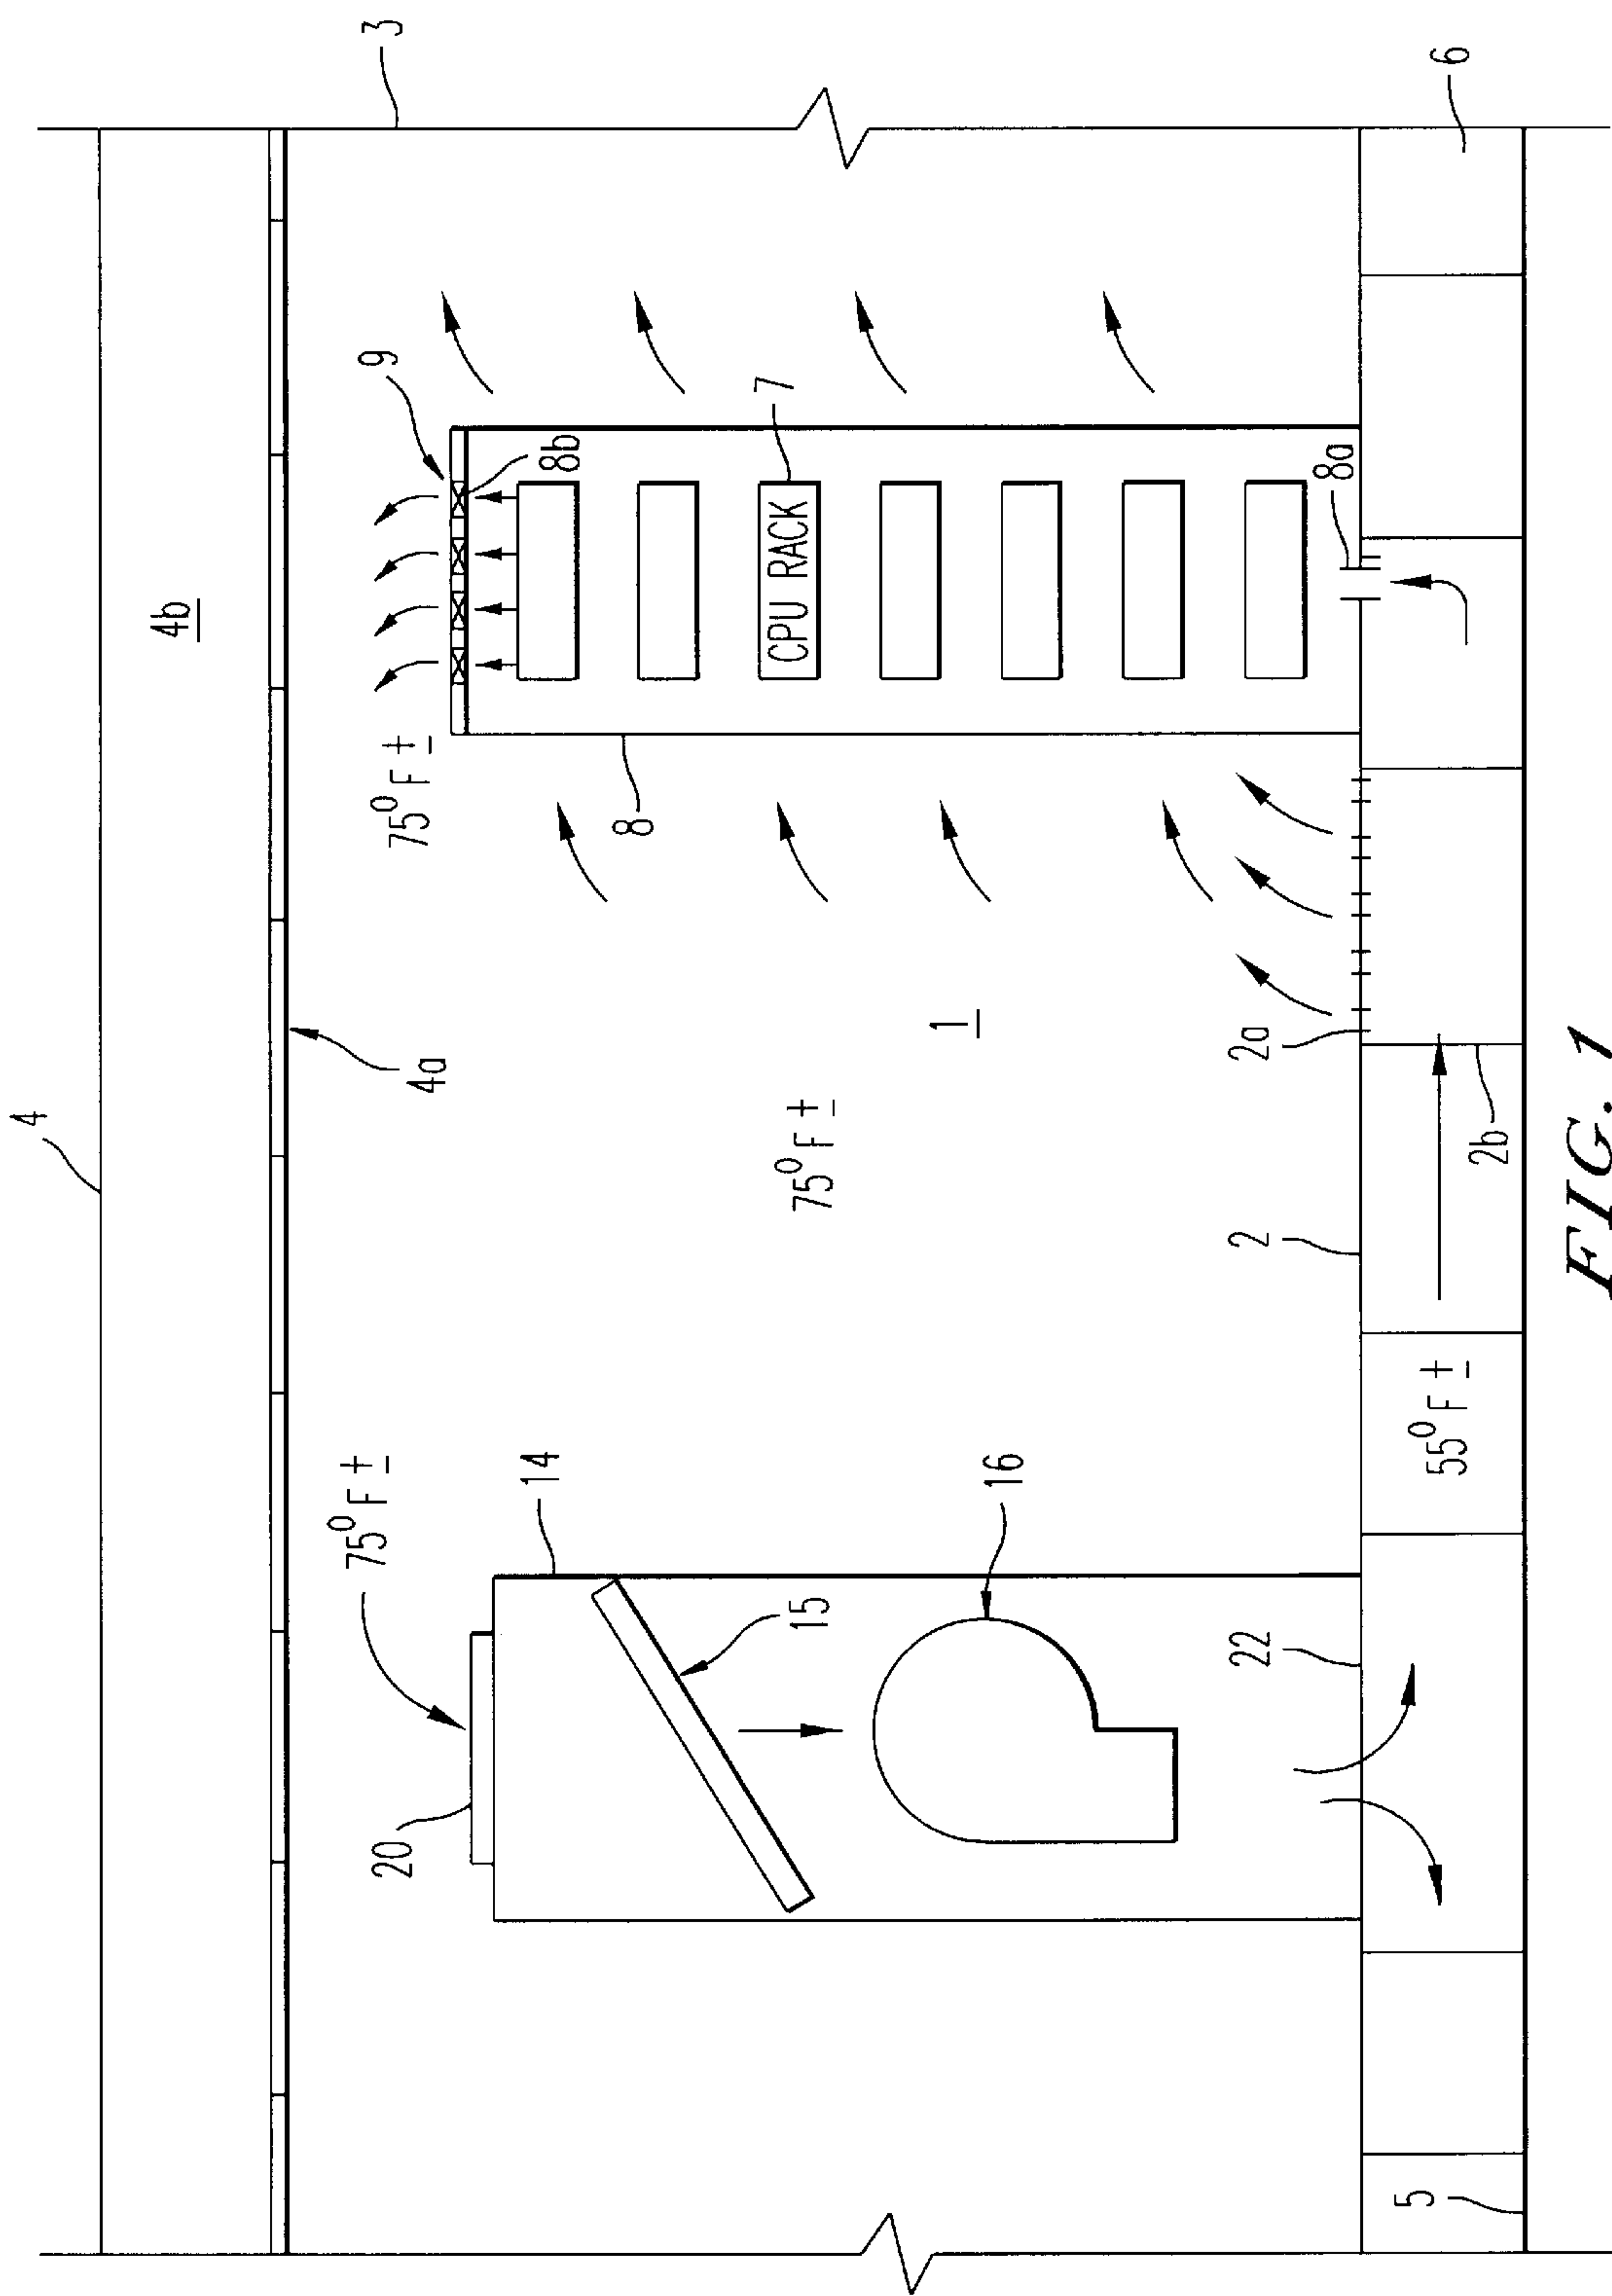 4
3
4b
4a
75°F ±
9
8b
75°F ±
20
14
7
CPU RACK
8
15
75°F ±
1
16
8a
2a
2
22
6
55°F ±
2b
5
FIG. 1